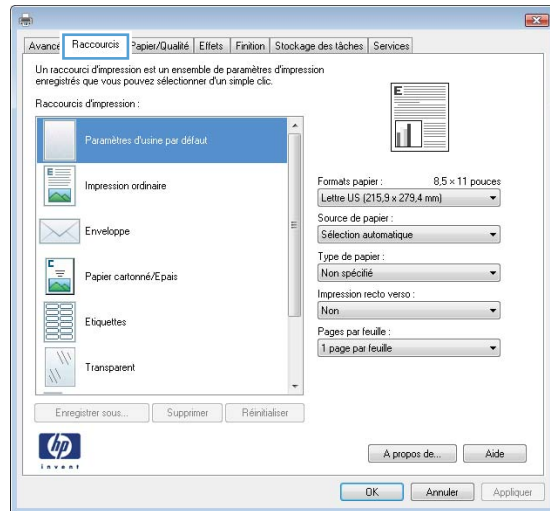 Avancé Raccourcis Papier/Qualité Effets Finition Stockage des tâches Services
Un raccourci d'impression est un ensemble de paramètres d'impression
enregistrés que vous pouvez sélectionner d'un simple clic.
Raccourcis d'impression :
Paramètres d'usine par défaut
Impression ordinaire
Enveloppe
Papier cartonné/Epais
Etiquettes
Transparent
Enregistrer sous... Supprimer Réinitialiser
E
Formats papier : 8,5 × 11 pouces
Lettre US (215,9 x 279,4 mm)
Source de papier :
Sélection automatique
Type de papier :
Non spécifié
Impression recto verso :
Non
Pages par feuille :
1 page par feuille
hp
invent
A propos de... Aide
OK Annuler Appliquer